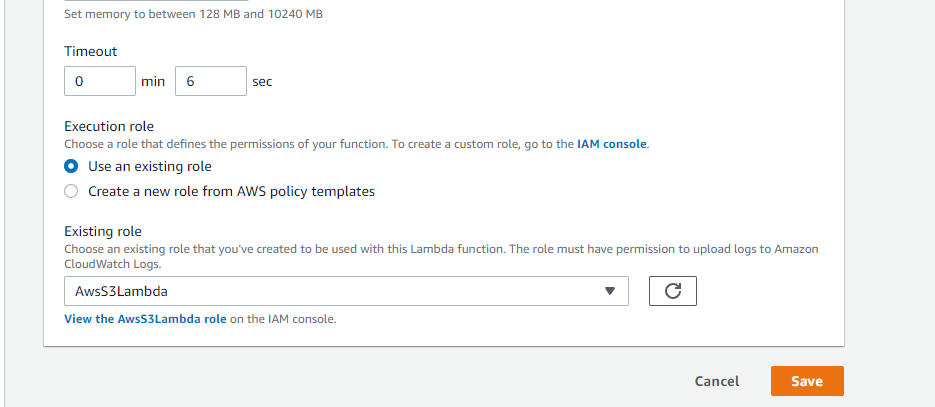 Set memory to between 128 MB and 10240 MB
Timeout
0 min 6 sec
Execution role
Choose a role that defines the permissions of your function. To create a custom role, go to the IAM console.
Use an existing role
Create a new role from AWS policy templates
Existing role
Choose an existing role that you've created to be used with this Lambda function. The role must have permission to upload logs to Amazon
CloudWatch Logs.
AwsS3Lambda
View the AwsS3Lambda role on the IAM console.
Cancel Save